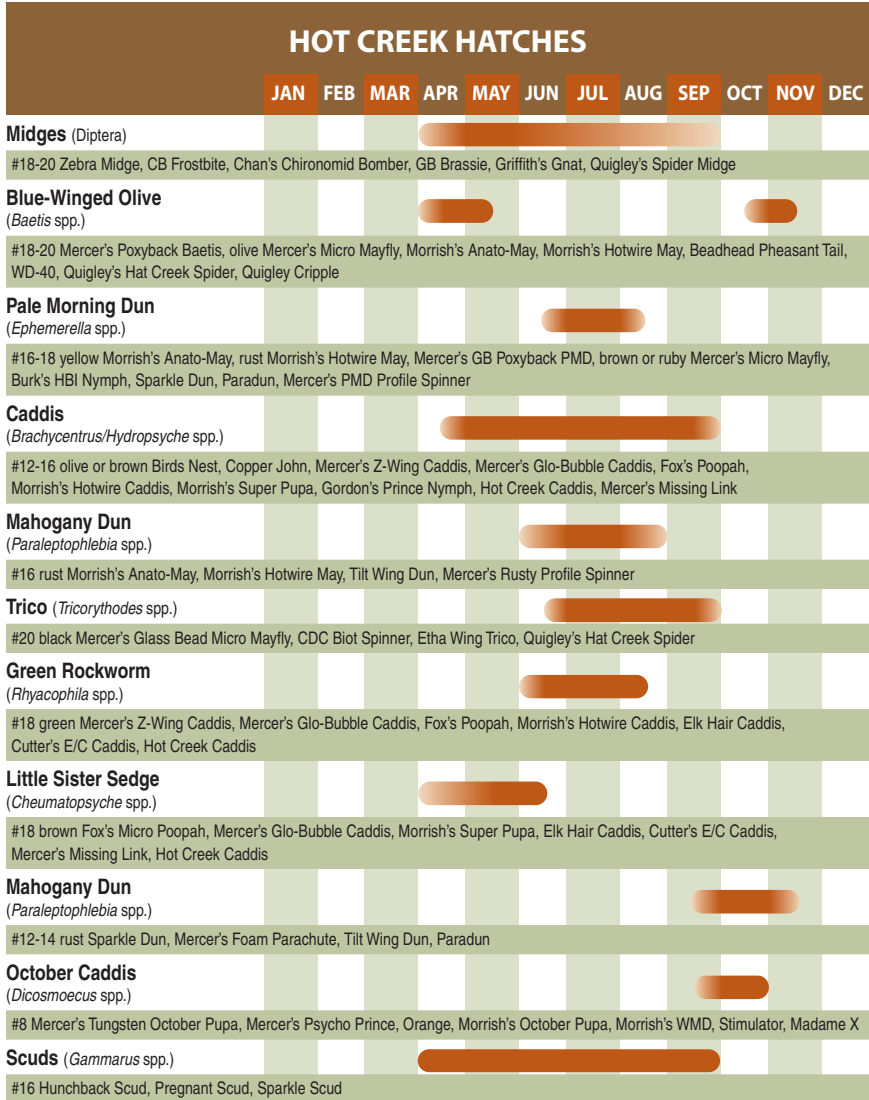 HOT CREEK HATCHES
JAN FEB MAR APR MAY JUN JUL AUG SEP OCT NOV DEC
Midges (Diptera)
#18-20 Zebra Midge, CB Frostbite, Chan's Chironomid Bomber, GB Brassie, Griffith's Gnat, Quigley's Spider Midge
Blue-Winged Olive
(Baetis spp.)
#18-20 Mercer's Poxyback Baetis, olive Mercer's Micro Mayfly, Morrish's Anato-May, Morrish's Hotwire May, Beadhead Pheasant Tail,
WD-40, Quigley's Hat Creek Spider, Quigley Cripple
Pale Morning Dun
(Ephemerella spp.)
#16-18 yellow Morrish's Anato-May, rust Morrish's Hotwire May, Mercer's GB Poxyback PMD, brown or ruby Mercer's Micro Mayfly,
Burk's HBI Nymph, Sparkle Dun, Paradun, Mercer's PMD Profile Spinner
Caddis
(Brachycentrus/Hydropsyche spp.)
#12-16 olive or brown Birds Nest, Copper John, Mercer's Z-Wing Caddis, Mercer's Glo-Bubble Caddis, Fox's Poopah,
Morrish's Hotwire Caddis, Morrish's Super Pupa, Gordon's Prince Nymph, Hot Creek Caddis, Mercer's Missing Link
Mahogany Dun
(Paraleptophlebia spp.)
#16 rust Morrish's Anato-May, Morrish's Hotwire May, Tilt Wing Dun, Mercer's Rusty Profile Spinner
Trico (Tricorythodes spp.)
#20 black Mercer's Glass Bead Micro Mayfly, CDC Biot Spinner, Etha Wing Trico, Quigley's Hat Creek Spider
Green Rockworm
(Rhyacophila spp.)
#18 green Mercer's Z-Wing Caddis, Mercer's Glo-Bubble Caddis, Fox's Poopah, Morrish's Hotwire Caddis, Elk Hair Caddis,
Cutter's E/C Caddis, Hot Creek Caddis
Little Sister Sedge
(Cheumatopsyche spp.)
#18 brown Fox's Micro Poopah, Mercer's Glo-Bubble Caddis, Morrish's Super Pupa, Elk Hair Caddis, Cutter's E/C Caddis,
Mercer's Missing Link, Hot Creek Caddis
Mahogany Dun
(Paraleptophlebia spp.)
#12-14 rust Sparkle Dun, Mercer's Foam Parachute, Tilt Wing Dun, Paradun
October Caddis
(Dicosmoecus spp.)
#8 Mercer's Tungsten October Pupa, Mercer's Psycho Prince, Orange, Morrish's October Pupa, Morrish's WMD, Stimulator, Madame X
Scuds (Gammarus spp.)
#16 Hunchback Scud, Pregnant Scud, Sparkle Scud